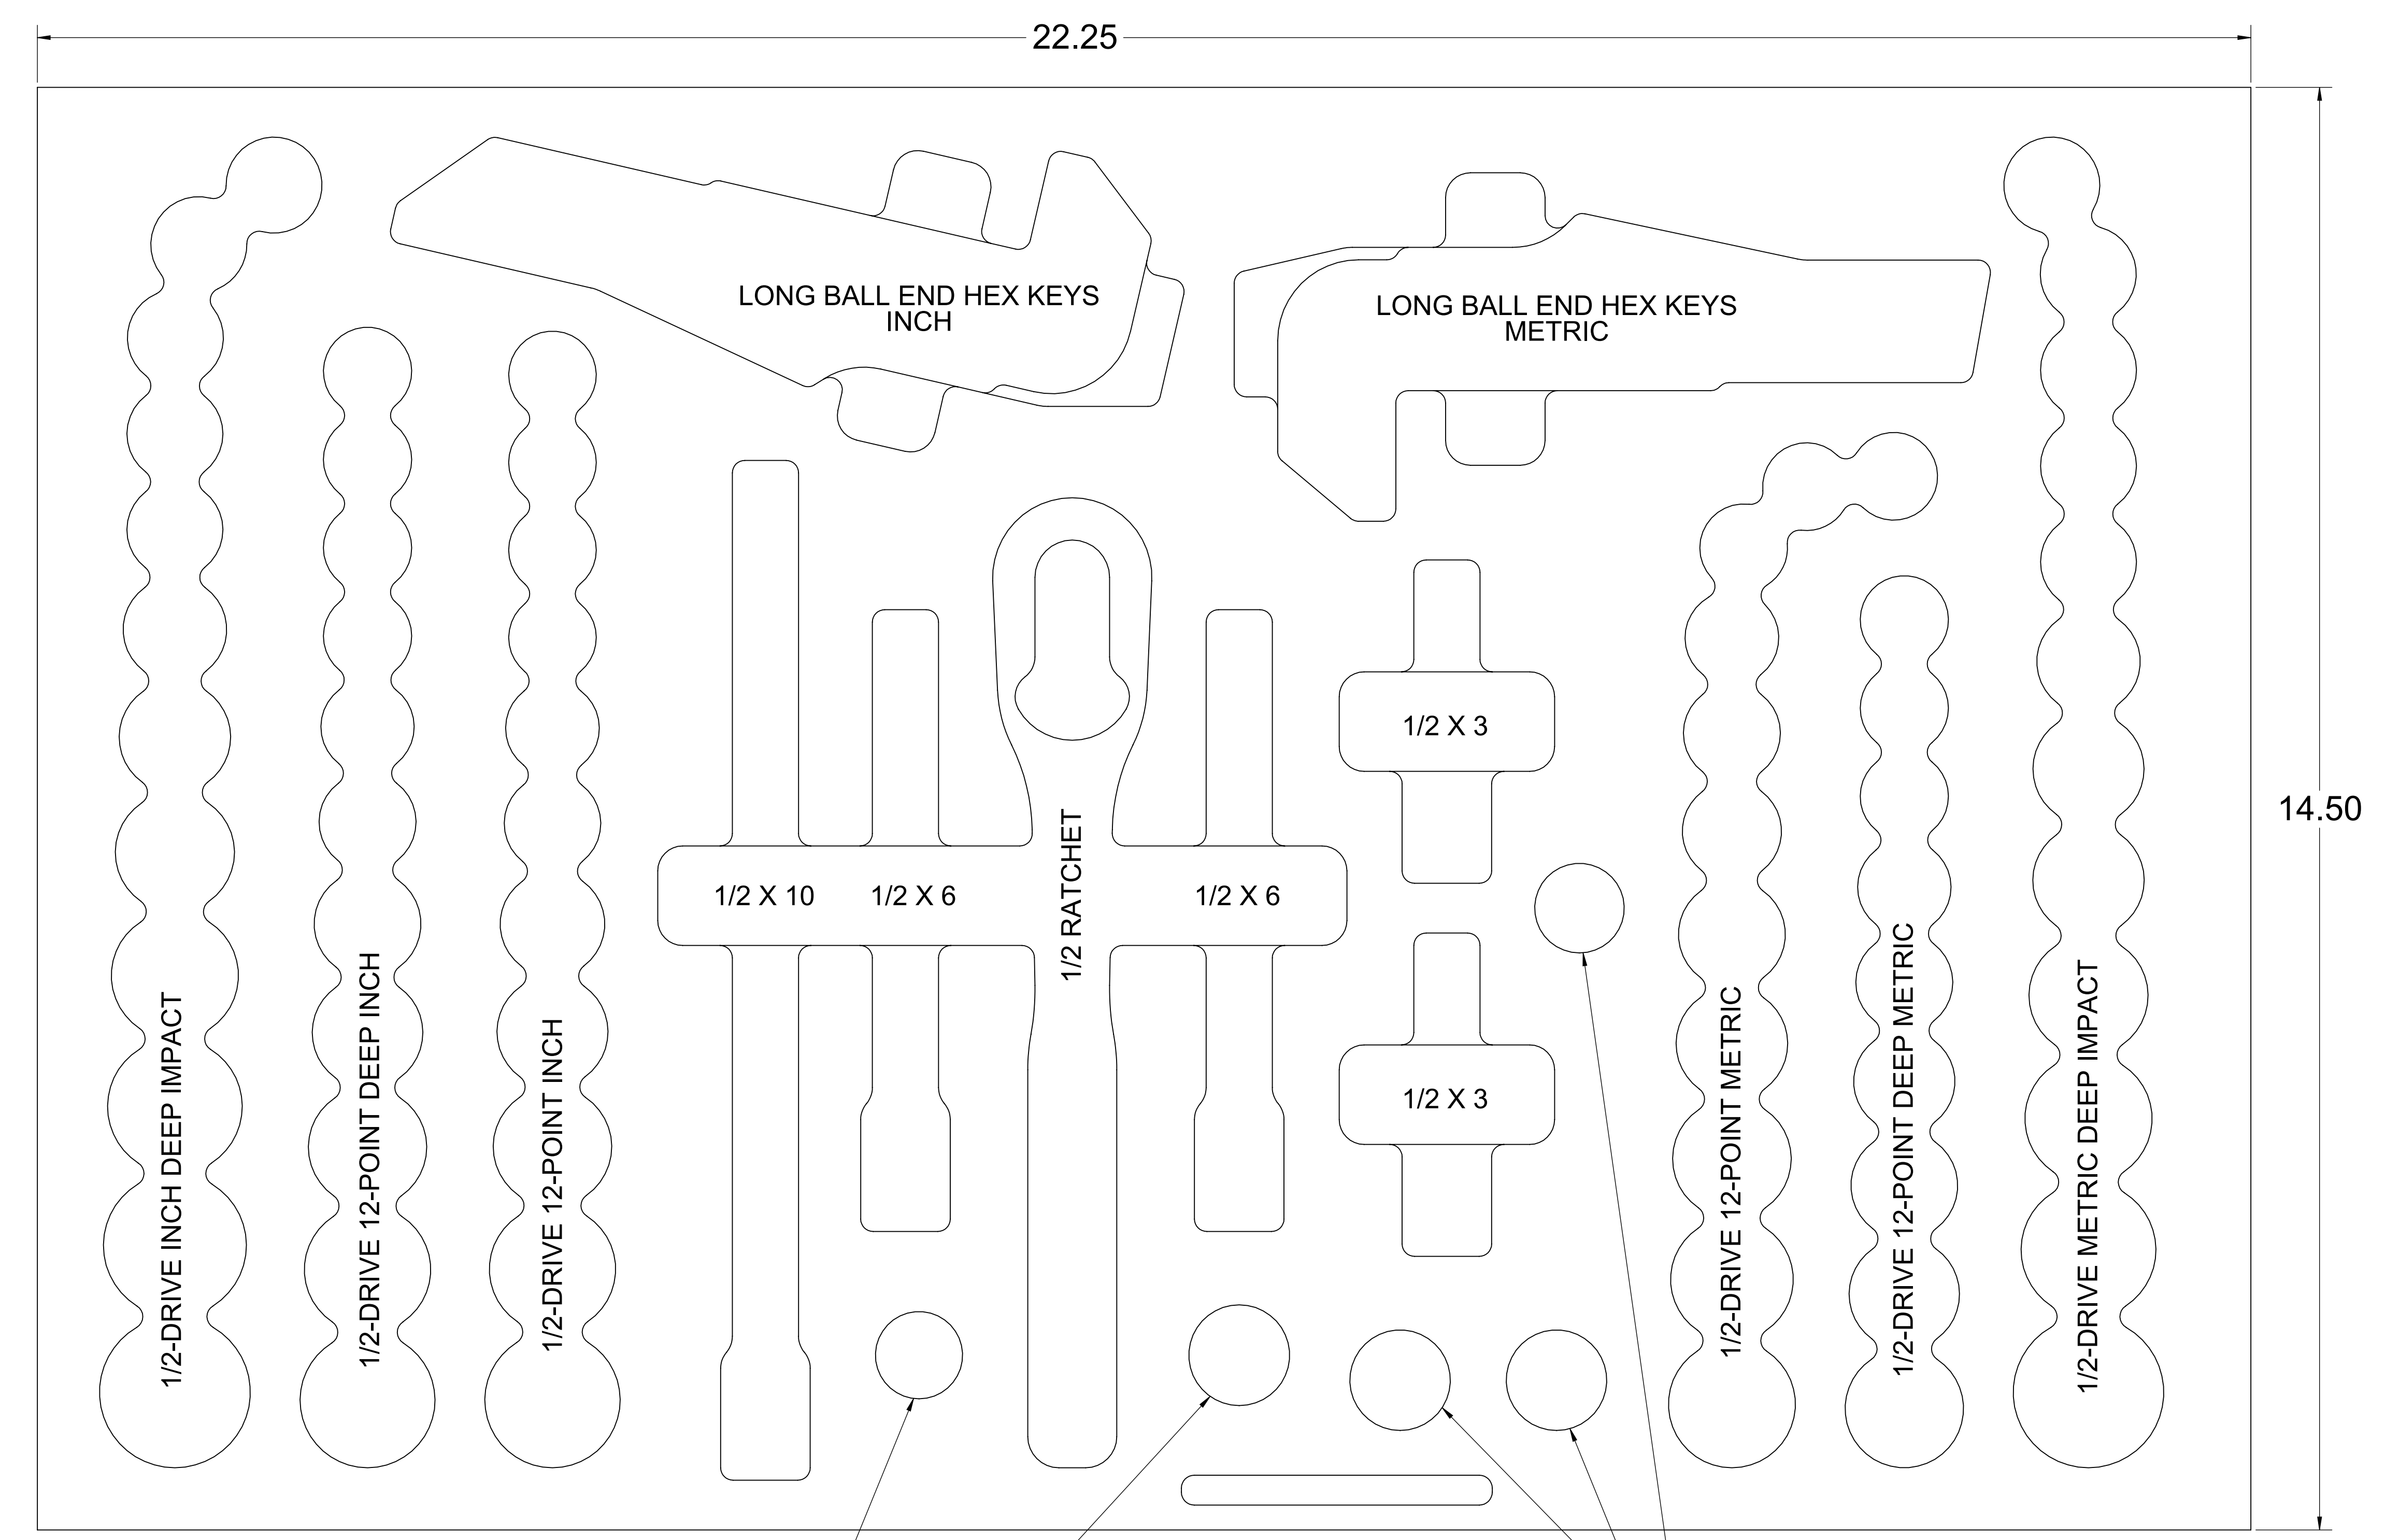 22.25
LONG BALL END HEX KEYS
INCH
LONG BALL END HEX KEYS
METRIC
14.50
1/2 X 3
1/2 X 10
1/2 X 6
1/2 RATCHET
1/2 X 6
1/2 X 3
1/2-DRIVE INCH DEEP IMPACT
1/2-DRIVE 12-POINT DEEP INCH
1/2-DRIVE 12-POINT INCH
1/2-DRIVE 12-POINT METRIC
1/2-DRIVE 12-POINT DEEP METRIC
1/2-DRIVE METRIC DEEP IMPACT